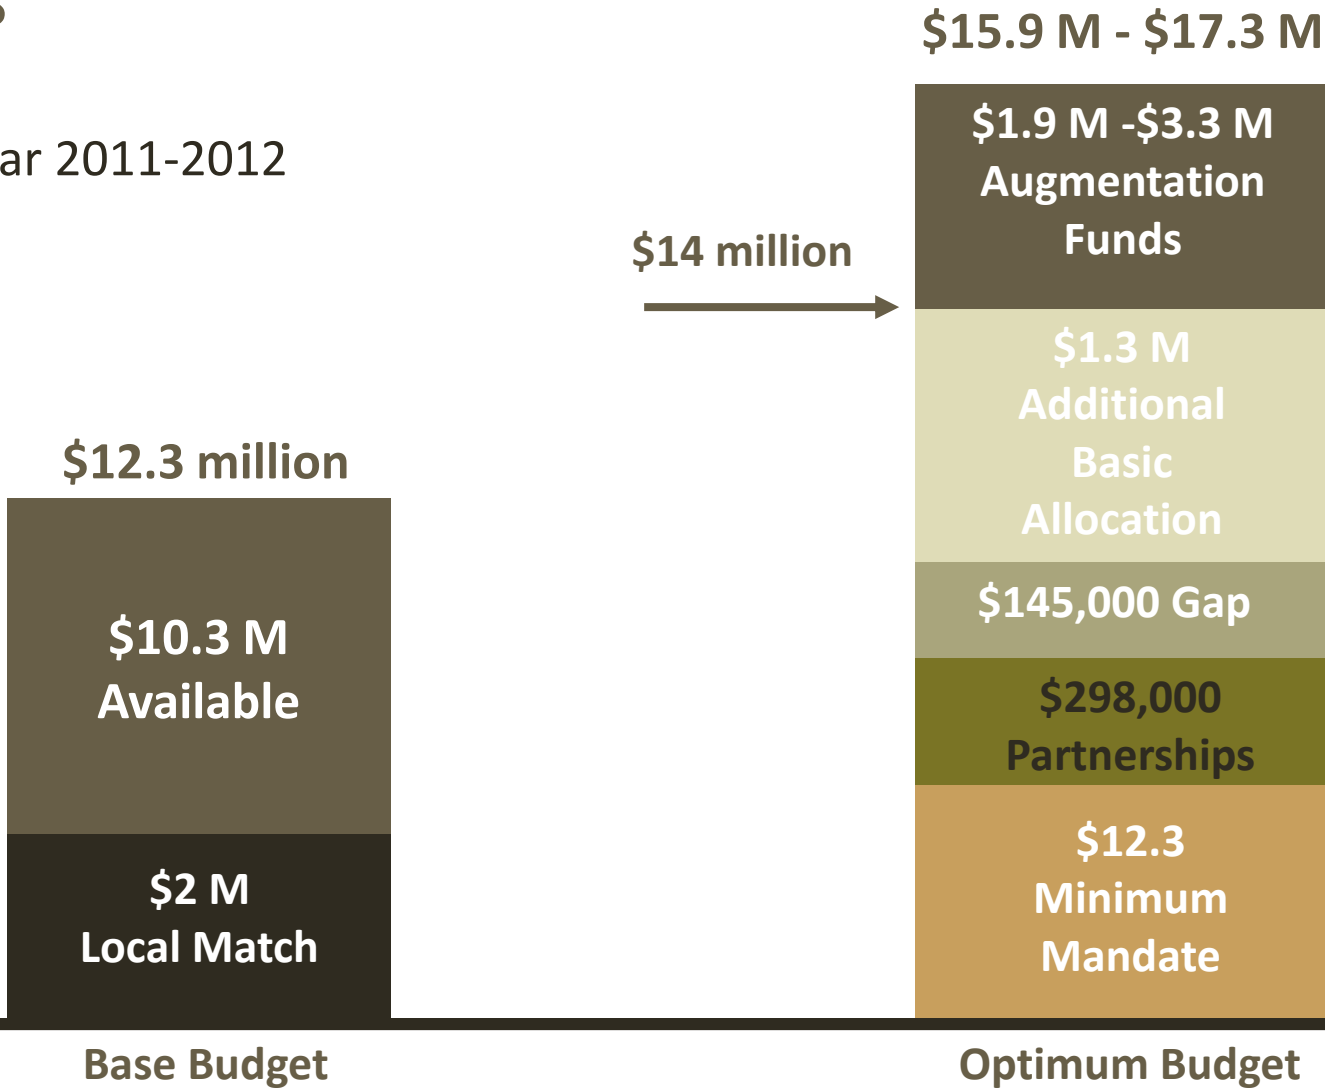 $15.9 M - $17.3 M
$1.9 M -$3.3 M
Augmentation
Funds
2011-2012
$14 million
$1.3 M
Additional
Basic
Allocation
$12.3 million
$10.3 M
Available
$145,000 Gap
$298,000
Partnerships
$2 M
Local Match
$12.3
Minimum
Mandate
Base Budget
Optimum Budget